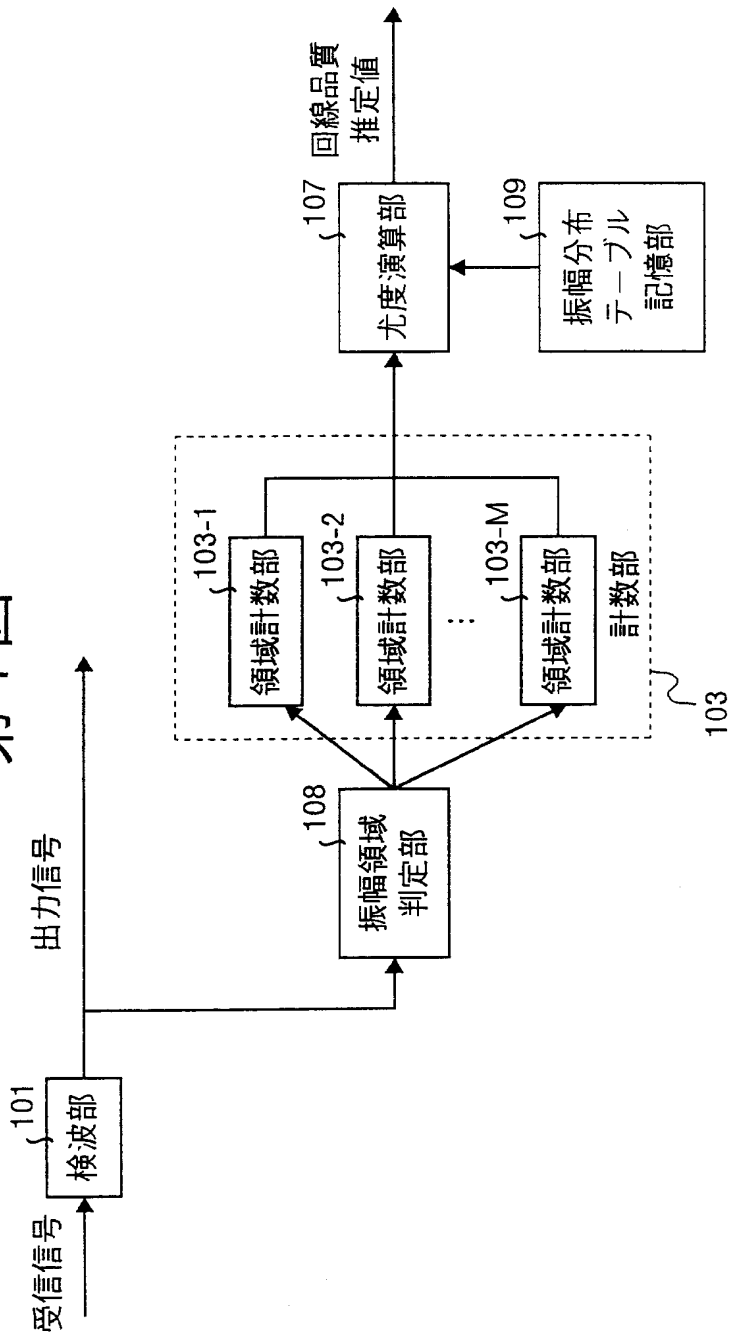 受信信号
101
検波部
出力信号
108
振幅領域
判定部
103-1
領域計数部
103-2
領域計数部
⋮
103-M
領域計数部
計数部
103
107
尤度演算部
109
振幅分布
テーブル
記憶部
回線品質
推定値